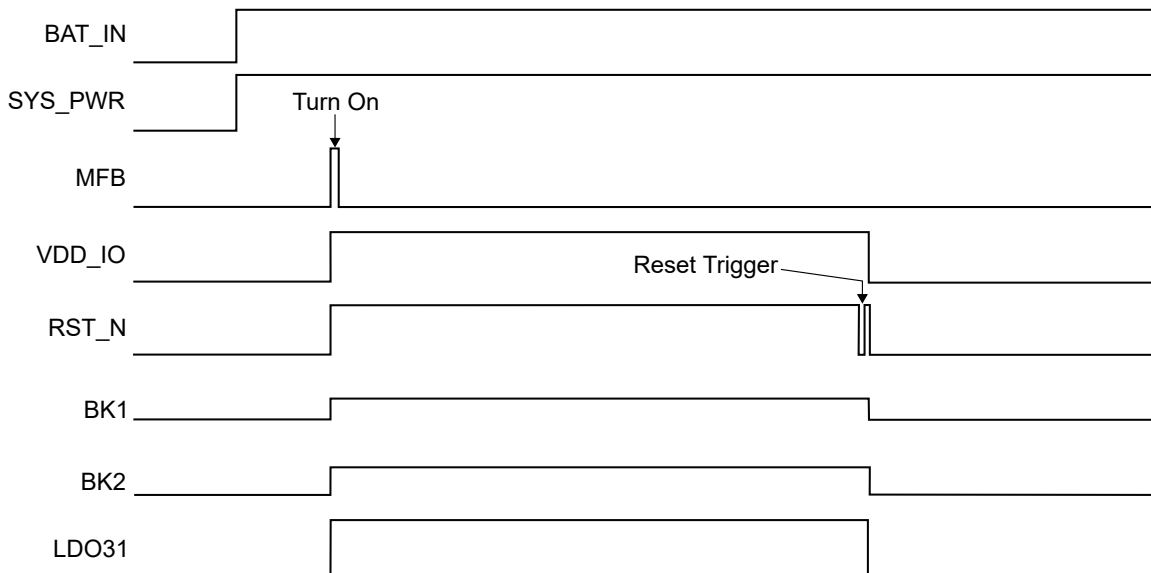 BAT_IN
SYS_PWR
Turn On
MFB
VDD_IO
Reset Trigger
RST_N
BK1
BK2
LDO31